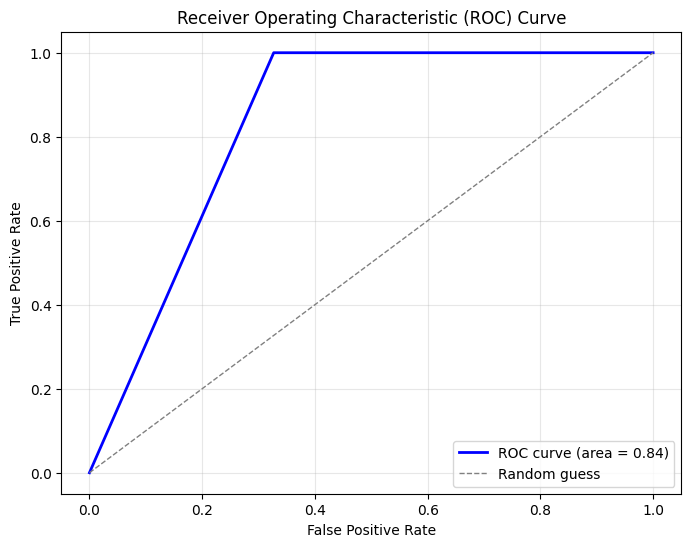 Receiver Operating Characteristic (ROC) Curve
True Positive Rate
1.0
0.8
0.6
0.4
0.2
0.0
ROC curve (area = 0.84)
Random guess
0.0 0.2 0.4 0.6 0.8 1.0
False Positive Rate